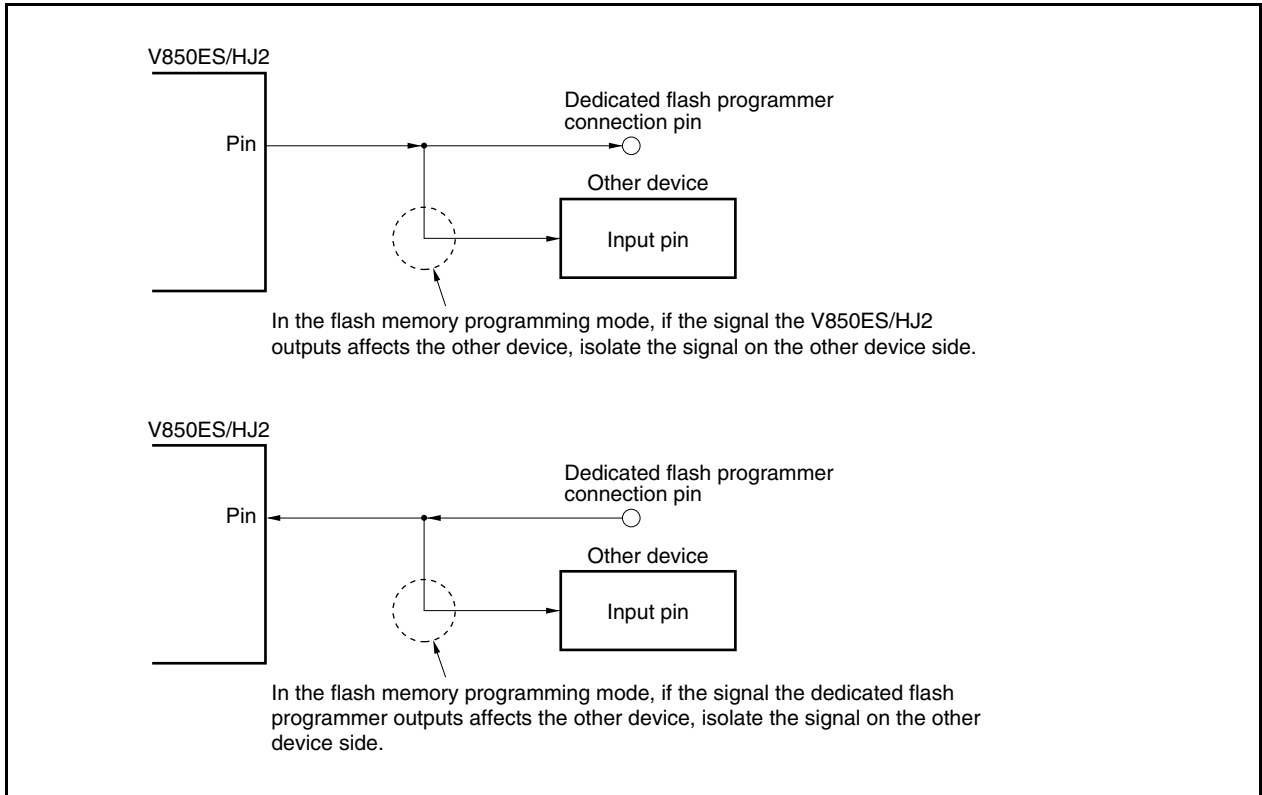 V850ES/HJ2
Dedicated flash programmer
connection pin
Pin
Other device
Input pin
In the flash memory programming mode, if the signal the V850ES/HJ2
outputs affects the other device, isolate the signal on the other device side.
V850ES/HJ2
Dedicated flash programmer
connection pin
Pin
Other device
Input pin
In the flash memory programming mode, if the signal the dedicated flash
programmer outputs affects the other device, isolate the signal on the other
device side.